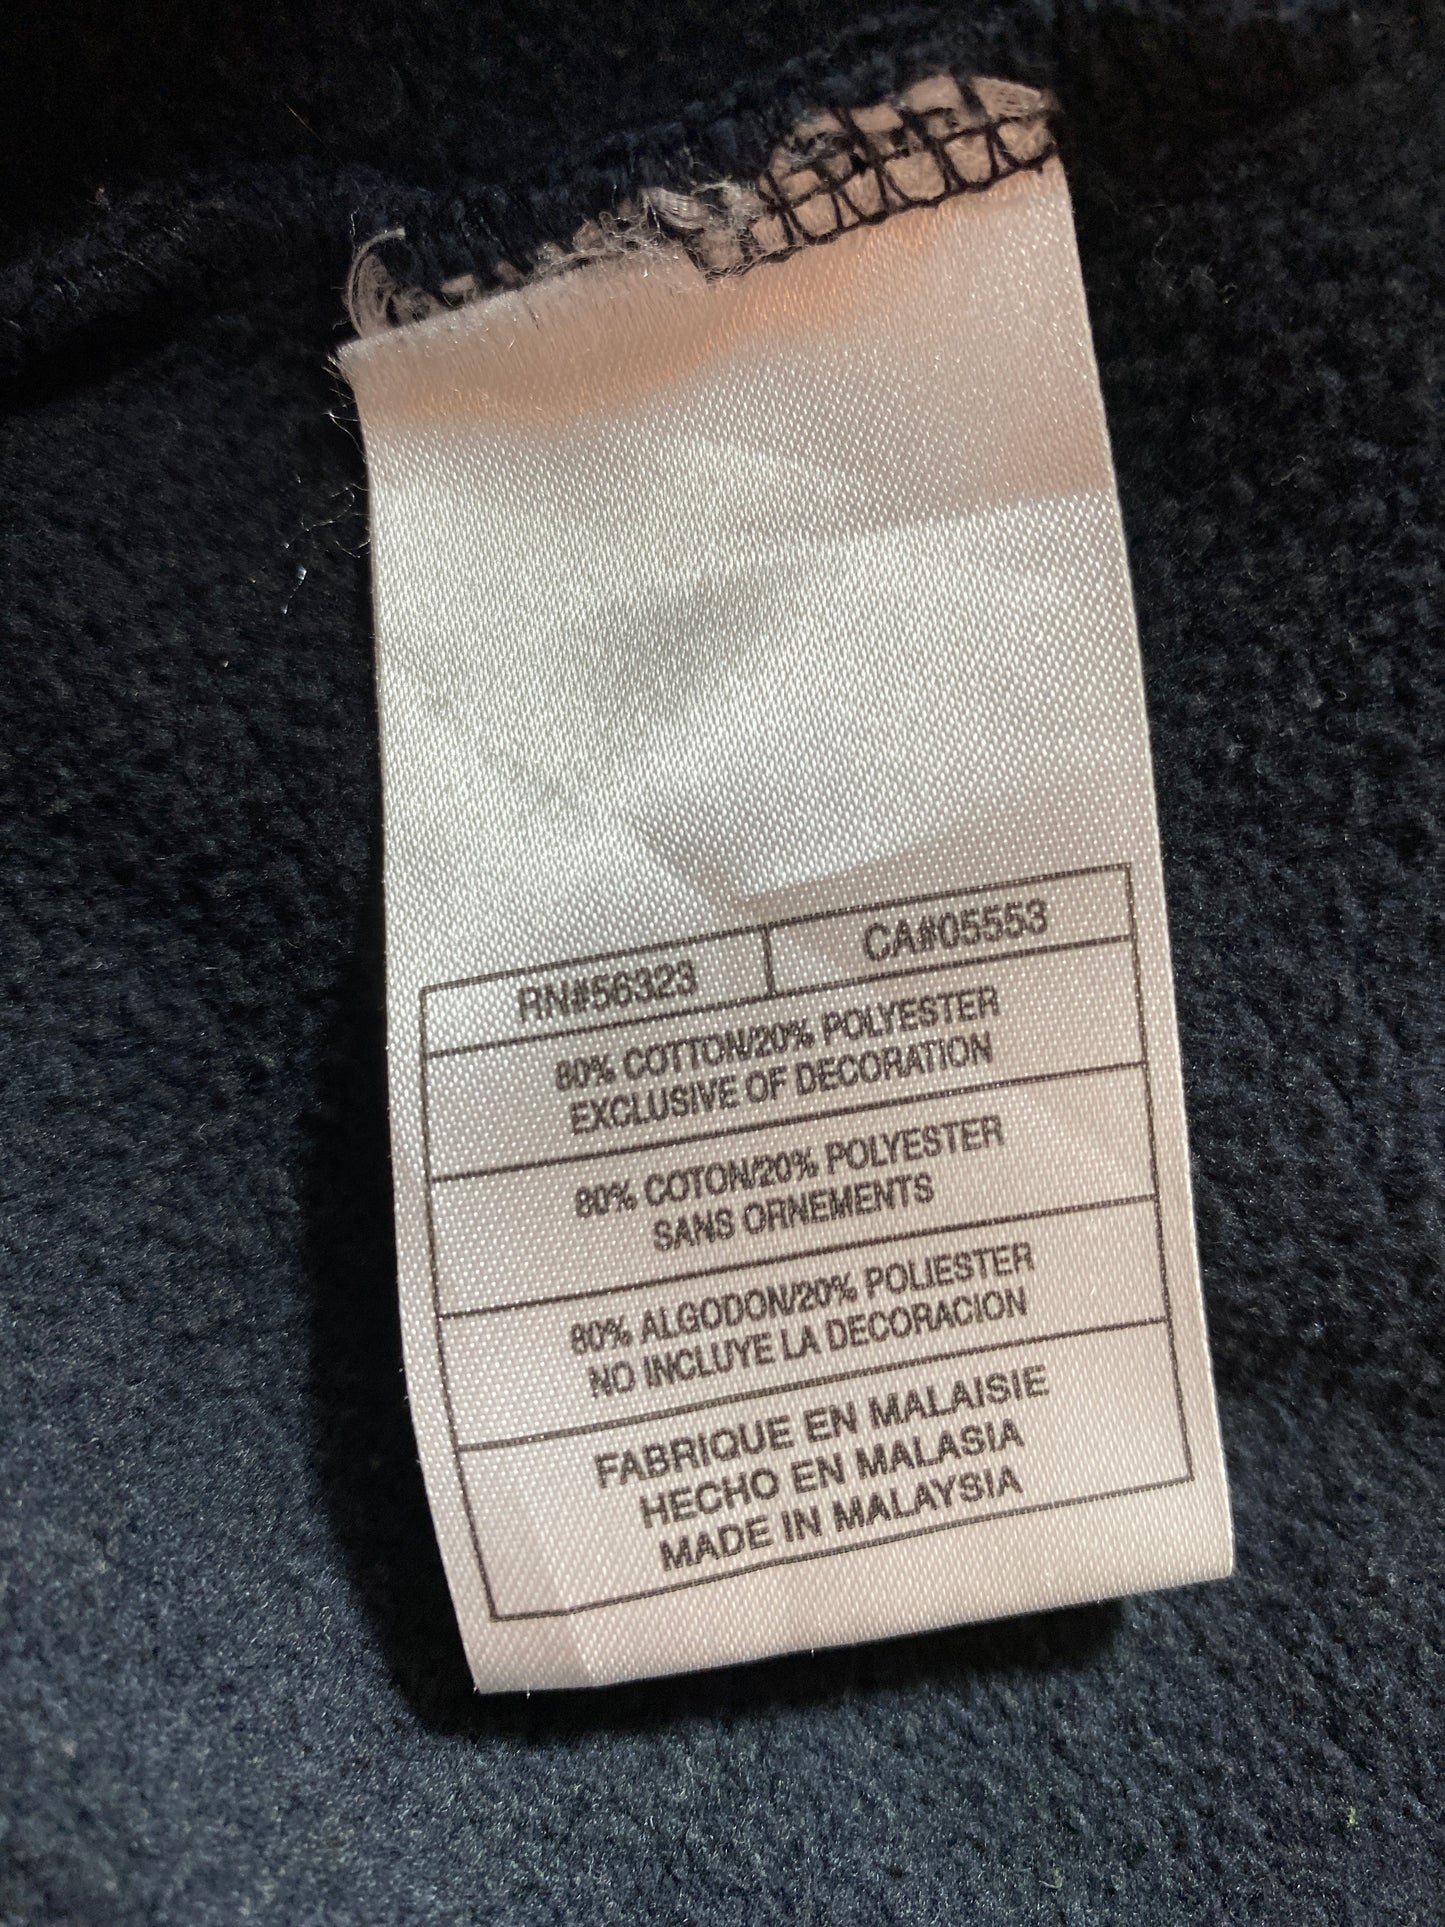 RN#56323 CA#05553
80% COTTON/20% POLYESTER
EXCLUSIVE OF DECORATION
80% COTON/20% POLYESTER
SANS ORNEMENTS
80% ALGODON/20% POLIESTER
NO INCLUYE LA DECORACION
FABRIQUE EN MALAISIE
HECHO EN MALASIA
MADE IN MALAYSIA